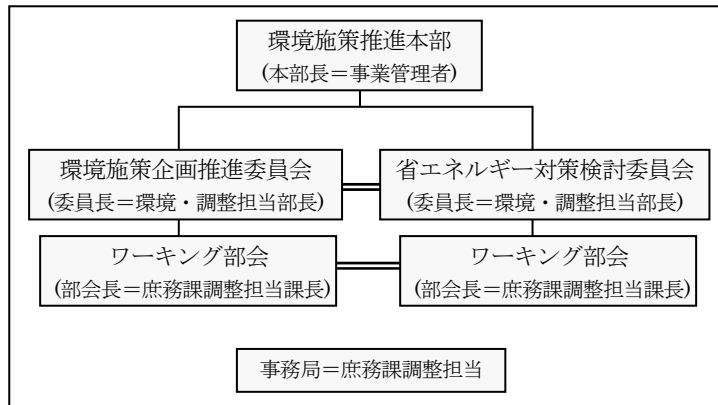 環境施策推進本部
(本部長＝事業管理者)
環境施策企画推進委員会
(委員長＝環境・調整担当部長)
省エネルギー対策検討委員会
(委員長＝環境・調整担当部長)
ワーキング部会
(部会長＝庶務課調整担当課長)
ワーキング部会
(部会長＝庶務課調整担当課長)
事務局＝庶務課調整担当